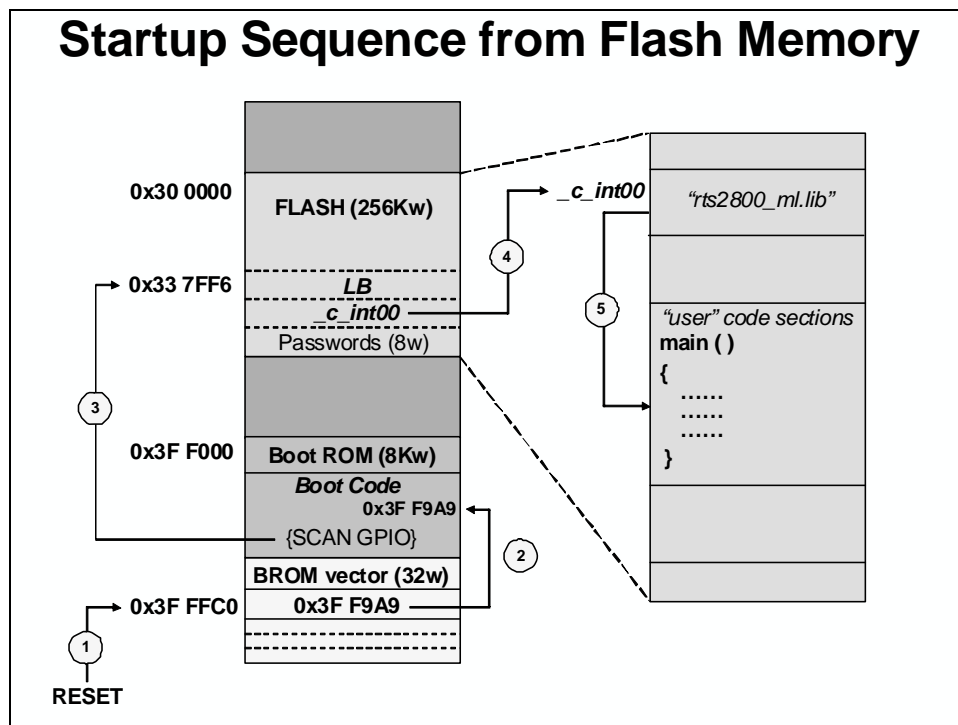 Startup Sequence from Flash Memory
0x30 0000
FLASH (256Kw)
0x33 7FF6
LB
_c_int00
Passwords (8w)
3
4
_c_int00
"rts2800_ml.lib"
5
"user" code sections
main ( )
{
......
......
......
}
0x3F F000
Boot ROM (8Kw)
Boot Code
0x3F F9A9
{SCAN GPIO}
2
BROM vector (32w)
0x3F FFC0
0x3F F9A9
1
RESET